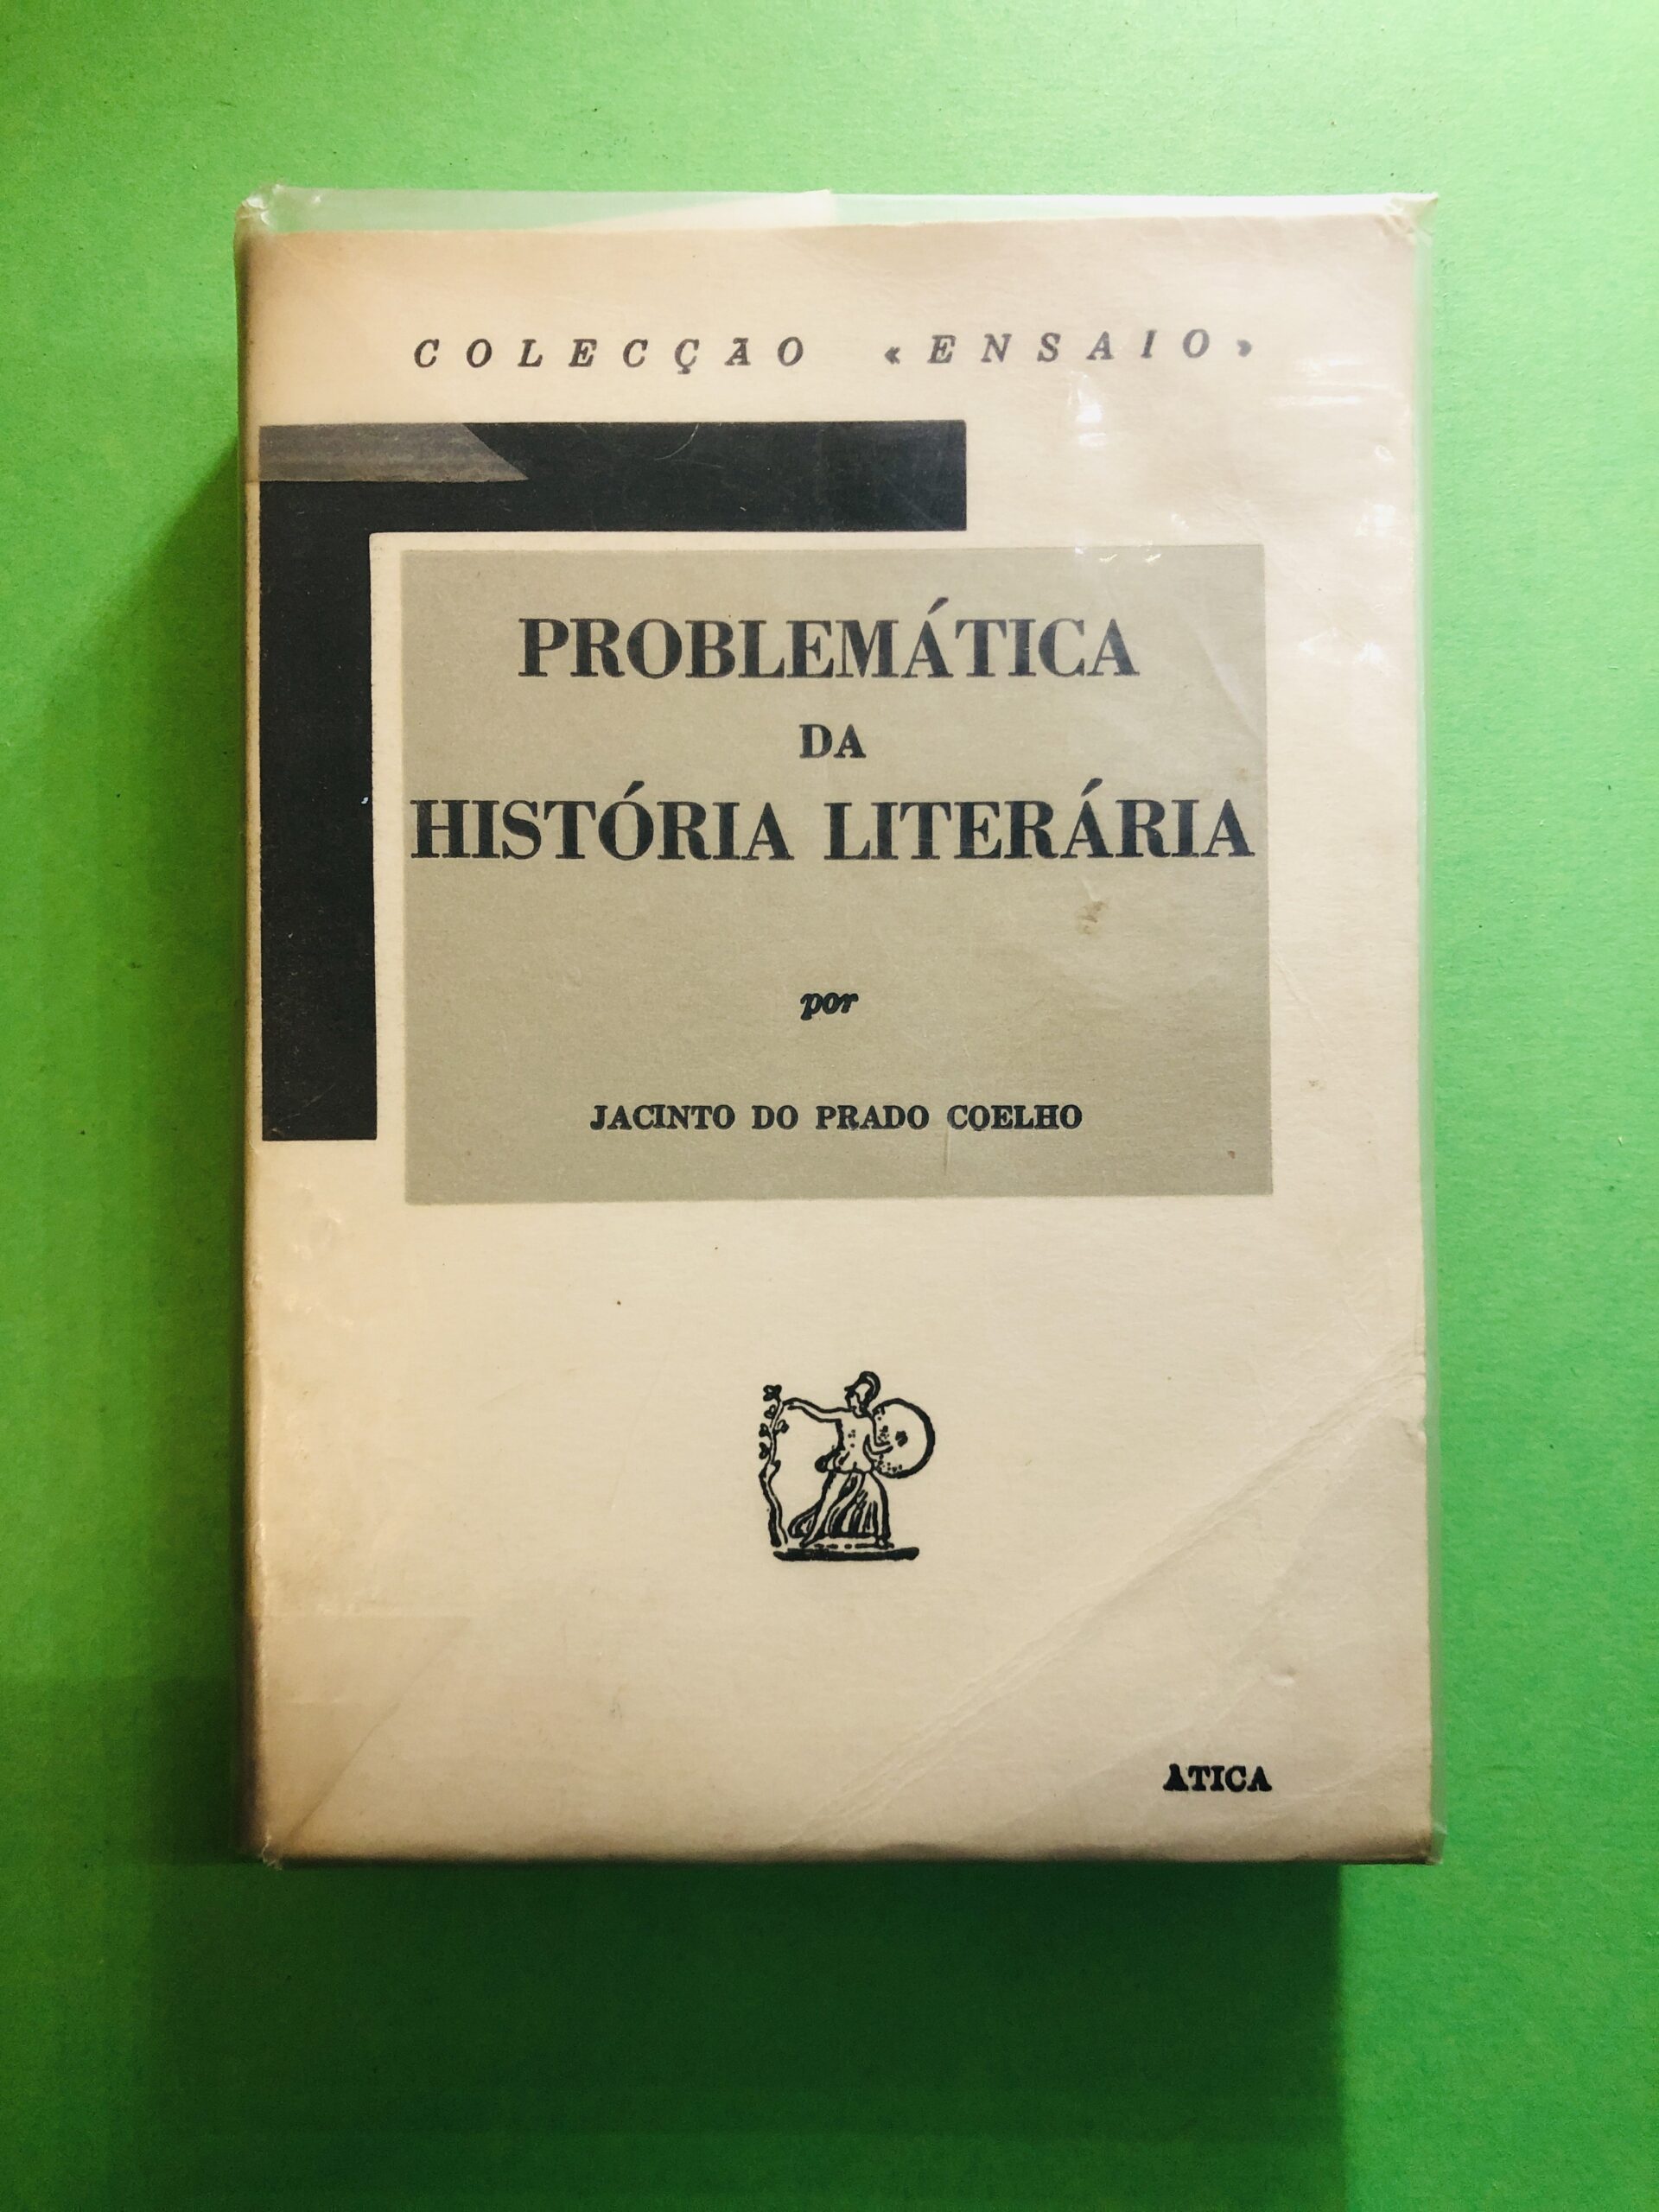 COLECÇÃO «ENSAIO»
PROBLEMÁTICA
DA
HISTÓRIA LITERÁRIA
por
JACINTO DO PRADO COELHO
ÁTICA